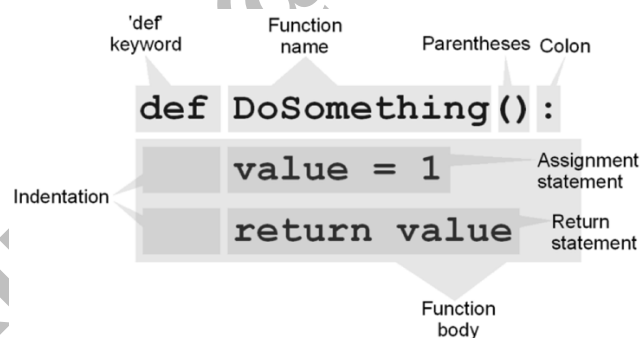 'def'
keyword
Function
name
Parentheses Colon
def DoSomething():
value = 1
Assignment
statement
Indentation
return value
Return
statement
Function
body